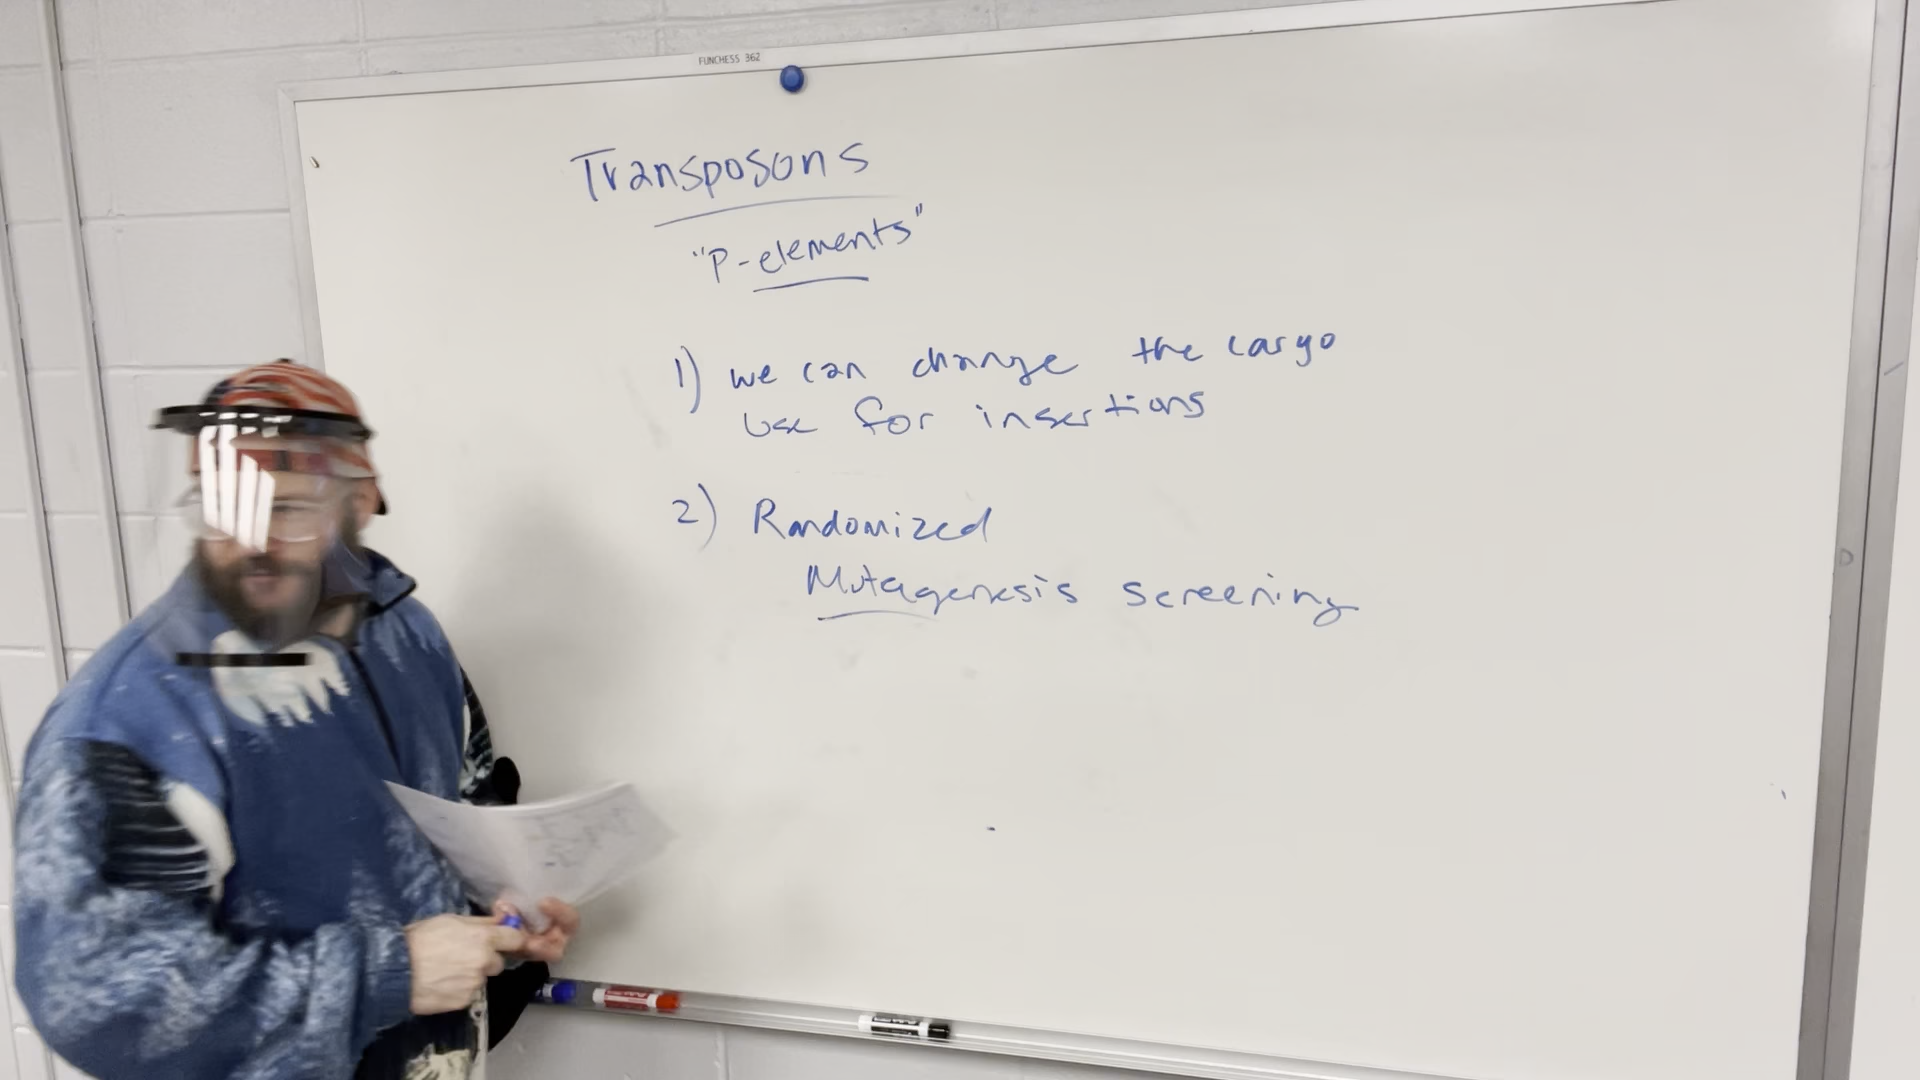 FUNCHESS 362
Transposons
"P-elements"
1) we can change the cargo
use for insertions
2) Randomized
Mutagenesis screening